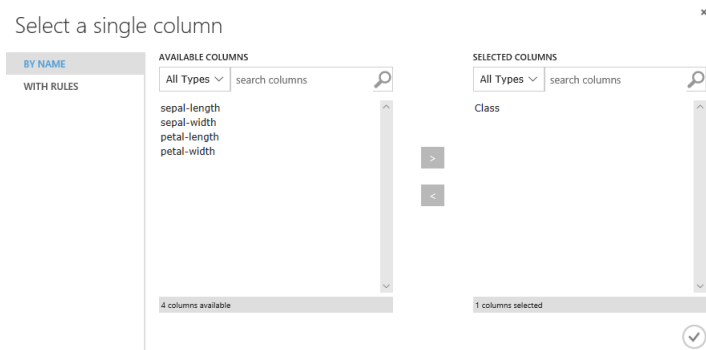 Select a single column
BY NAME
WITH RULES
AVAILABLE COLUMNS
All Types search columns
sepal-length
sepal-width
petal-length
petal-width
4 columns available
>
<
SELECTED COLUMNS
All Types search columns
Class
1 columns selected